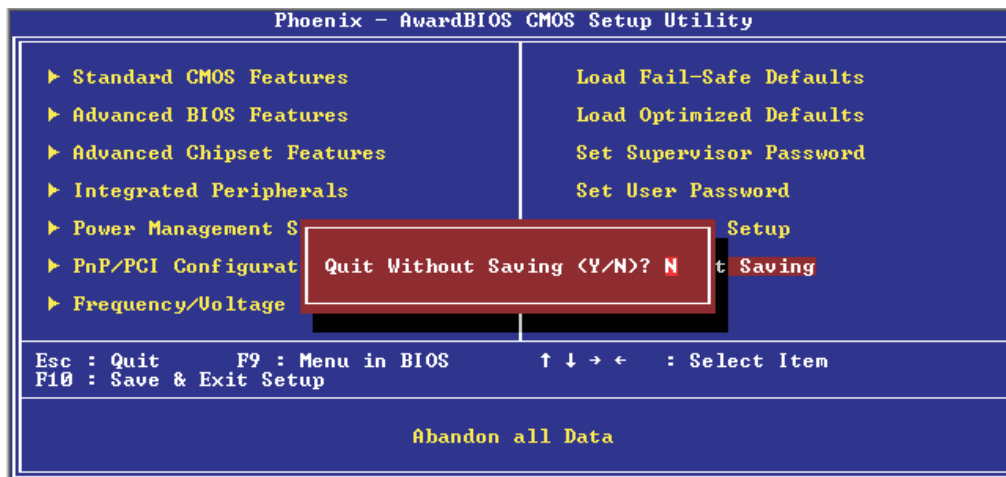 Phoenix - AwardBIOS CMOS Setup Utility
Standard CMOS Features
Advanced BIOS Features
Advanced Chipset Features
Integrated Peripherals
Power Management S
PnP/PCI Configurat
Frequency/Voltage
Load Fail-Safe Defaults
Load Optimized Defaults
Set Supervisor Password
Set User Password
Setup
t Saving
Quit Without Saving (Y/N)? N
Esc : Quit F9 : Menu in BIOS ↑ ↓ → ← : Select Item
F10 : Save & Exit Setup
Abandon all Data